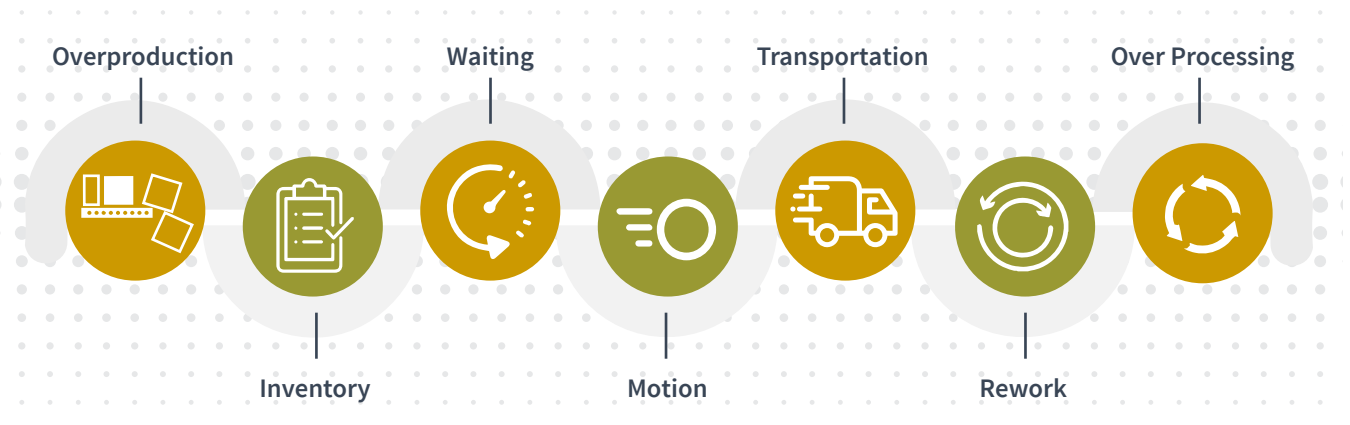 Overproduction
Waiting
Transportation
Over Processing
Inventory
Motion
Rework